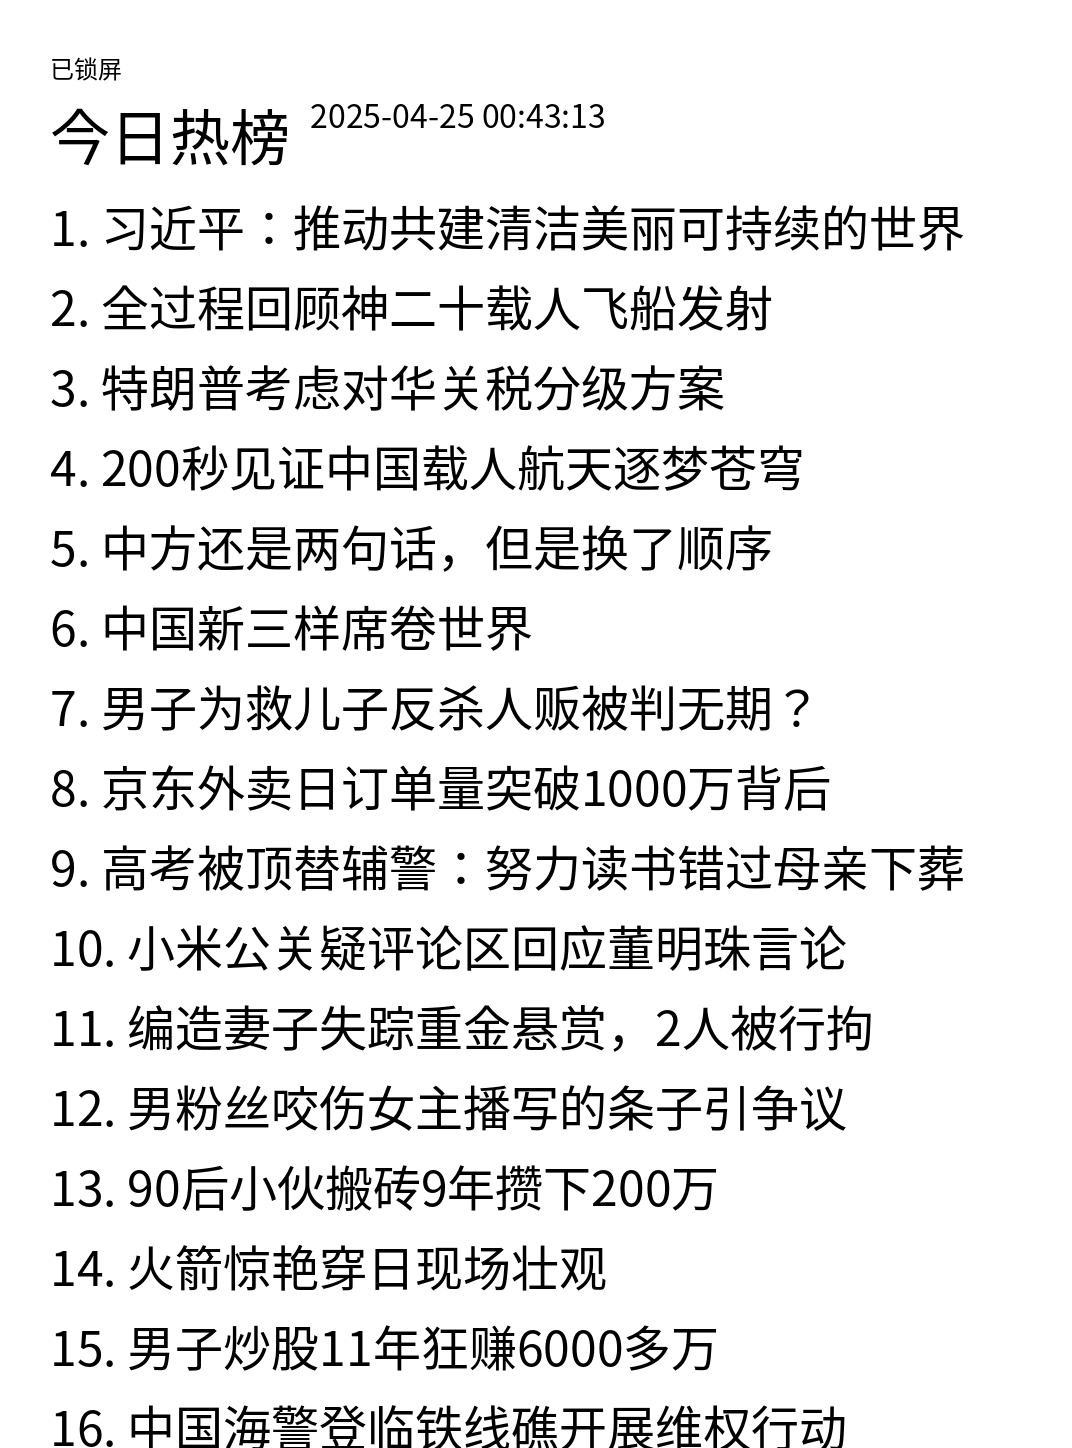 已锁屏
今日热榜 2025-04-25 00:43:13
1. 习近平：推动共建清洁美丽可持续的世界
2. 全过程回顾神二十载人飞船发射
3. 特朗普考虑对华关税分级方案
4. 200秒见证中国载人航天逐梦苍穹
5. 中方还是两句话，但是换了顺序
6. 中国新三样席卷世界
7. 男子为救儿子反杀人贩被判无期？
8. 京东外卖日订单量突破1000万背后
9. 高考被顶替辅警：努力读书错过母亲下葬
10. 小米公关疑评论区回应董明珠言论
11. 编造妻子失踪重金悬赏，2人被行拘
12. 男粉丝咬伤女主播写的条子引争议
13. 90后小伙搬砖9年攒下200万
14. 火箭惊艳穿日现场壮观
15. 男子炒股11年狂赚6000多万
16. 中国海警登临铁线礁开展维权行动